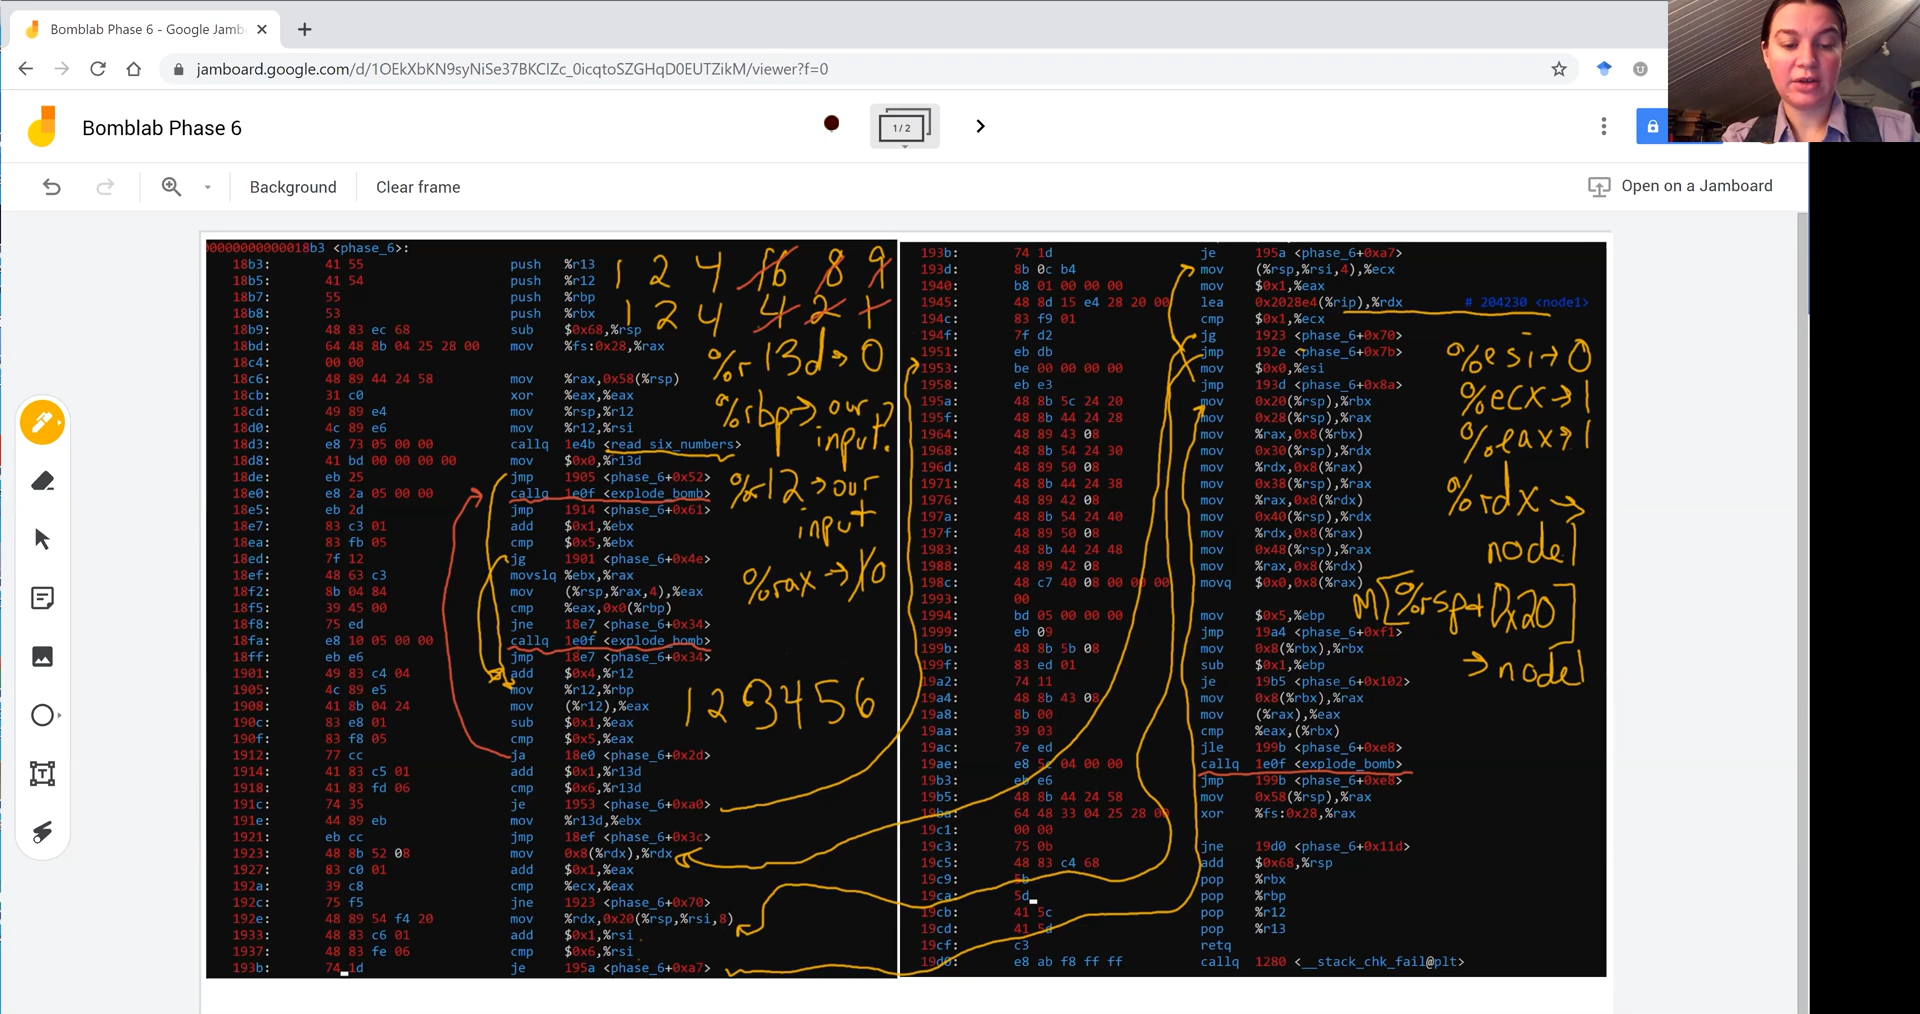 Bomblab Phase 6 - Google Jamb
jamboard.google.com/d/1OEkXbKN9syNiSe37BKClZc_0icqtoSZGHqD0EUTZikM/viewer?f=0
Bomblab Phase 6
1 / 2
Background
Clear frame
Open on a Jamboard
00000000000018b3 <phase_6>:
18b3: 41 55 push %r13
18b5: 41 54 push %r12
18b7: 55 push %rbp
18b8: 53 push %rbx
18b9: 48 83 ec 68 sub $0x68,%rsp
18bd: 64 48 8b 04 25 28 00 mov %fs:0x28,%rax
18c4: 00 00
18c6: 48 89 44 24 58 mov %rax,0x58(%rsp)
18cb: 31 c0 xor %eax,%eax
18cd: 49 89 e4 mov %rsp,%r12
18d0: 4c 89 e6 mov %r12,%rsi
18d3: e8 73 05 00 00 callq 1e4b <read_six_numbers>
18d8: 41 bd 00 00 00 00 mov $0x0,%r13d
18de: eb 25 jmp 1905 <phase_6+0x52>
18e0: e8 2a 05 00 00 callq 1e0f <explode_bomb>
18e5: eb 2d jmp 1914 <phase_6+0x61>
18e7: 83 c3 01 add $0x1,%ebx
18ea: 83 fb 05 cmp $0x5,%ebx
18ed: 7f 12 jg 1901 <phase_6+0x4e>
18ef: 48 63 c3 movslq %ebx,%rax
18f2: 8b 04 84 mov (%rsp,%rax,4),%eax
18f5: 39 45 00 cmp %eax,0x0(%rbp)
18f8: 75 ed jne 18e7 <phase_6+0x34>
18fa: e8 10 05 00 00 callq 1e0f <explode_bomb>
18ff: eb e6 jmp 18e7 <phase_6+0x34>
1901: 49 83 c4 04 add $0x4,%r12
1905: 4c 89 e5 mov %r12,%rbp
1908: 41 8b 04 24 mov (%r12),%eax
190c: 83 e8 01 sub $0x1,%eax
190f: 83 f8 05 cmp $0x5,%eax
1912: 77 cc ja 18e0 <phase_6+0x2d>
1914: 41 83 c5 01 add $0x1,%r13d
1918: 41 83 fd 06 cmp $0x6,%r13d
191c: 74 35 je 1953 <phase_6+0xa0>
191e: 44 89 eb mov %r13d,%ebx
1921: eb cc jmp 18ef <phase_6+0x3c>
1923: 48 8b 52 08 mov 0x8(%rdx),%rdx
1927: 83 c0 01 add $0x1,%eax
192a: 39 c8 cmp %ecx,%eax
192c: 75 f5 jne 1923 <phase_6+0x70>
192e: 48 89 54 f4 20 mov %rdx,0x20(%rsp,%rsi,8)
1933: 48 83 c6 01 add $0x1,%rsi
1937: 48 83 fe 06 cmp $0x6,%rsi
193b: 74 1d je 195a <phase_6+0xa7>
1 2 4 16 8 9
1 2 4 4 2 1
%r13d→0
%rbp→our
input?
%r12→our
input
%rax→10
1 2 3 4 5 6
193b: 74 1d je 195a <phase_6+0xa7>
193d: 8b 0c b4 mov (%rsp,%rsi,4),%ecx
1940: b8 01 00 00 00 mov $0x1,%eax
1945: 48 8d 15 e4 28 20 00 lea 0x2028e4(%rip),%rdx # 204230 <node1>
194c: 83 f9 01 cmp $0x1,%ecx
194f: 7f d2 jg 1923 <phase_6+0x70>
1951: eb db jmp 192e <phase_6+0x7b>
1953: be 00 00 00 00 mov $0x0,%esi
1958: eb e3 jmp 193d <phase_6+0x8a>
195a: 48 8b 5c 24 20 mov 0x20(%rsp),%rbx
195f: 48 8b 44 24 28 mov 0x28(%rsp),%rax
1964: 48 89 43 08 mov %rax,0x8(%rbx)
1968: 48 8b 54 24 30 mov 0x30(%rsp),%rdx
196d: 48 89 50 08 mov %rdx,0x8(%rax)
1971: 48 8b 44 24 38 mov 0x38(%rsp),%rax
1976: 48 89 42 08 mov %rax,0x8(%rdx)
197a: 48 8b 54 24 40 mov 0x40(%rsp),%rdx
197f: 48 89 50 08 mov %rdx,0x8(%rax)
1983: 48 8b 44 24 48 mov 0x48(%rsp),%rax
1988: 48 89 42 08 mov %rax,0x8(%rdx)
198c: 48 c7 40 08 00 00 00 movq $0x0,0x8(%rax)
1993: 00
1994: bd 05 00 00 00 mov $0x5,%ebp
1999: eb 09 jmp 19a4 <phase_6+0xf1>
199b: 48 8b 5b 08 mov 0x8(%rbx),%rbx
199f: 83 ed 01 sub $0x1,%ebp
19a2: 74 11 je 19b5 <phase_6+0x102>
19a4: 48 8b 43 08 mov 0x8(%rbx),%rax
19a8: 8b 00 mov (%rax),%eax
19aa: 39 03 cmp %eax,(%rbx)
19ac: 7e ed jle 199b <phase_6+0xe8>
19ae: e8 5c 04 00 00 callq 1e0f <explode_bomb>
19b3: eb e6 jmp 199b <phase_6+0xe8>
19b5: 48 8b 44 24 58 mov 0x58(%rsp),%rax
19ba: 64 48 33 04 25 28 00 xor %fs:0x28,%rax
19c1: 00 00
19c3: 75 0b jne 19d0 <phase_6+0x11d>
19c5: 48 83 c4 68 add $0x68,%rsp
19c9: 5b pop %rbx
19ca: 5d pop %rbp
19cb: 41 5c pop %r12
19cd: 41 5d pop %r13
19cf: c3 retq
19d0: e8 ab f8 ff ff callq 1280 <__stack_chk_fail@plt>
%esi→0
%ecx→1
%eax→1
%rdx→
node1
M[%rsp+0x20]
→node1